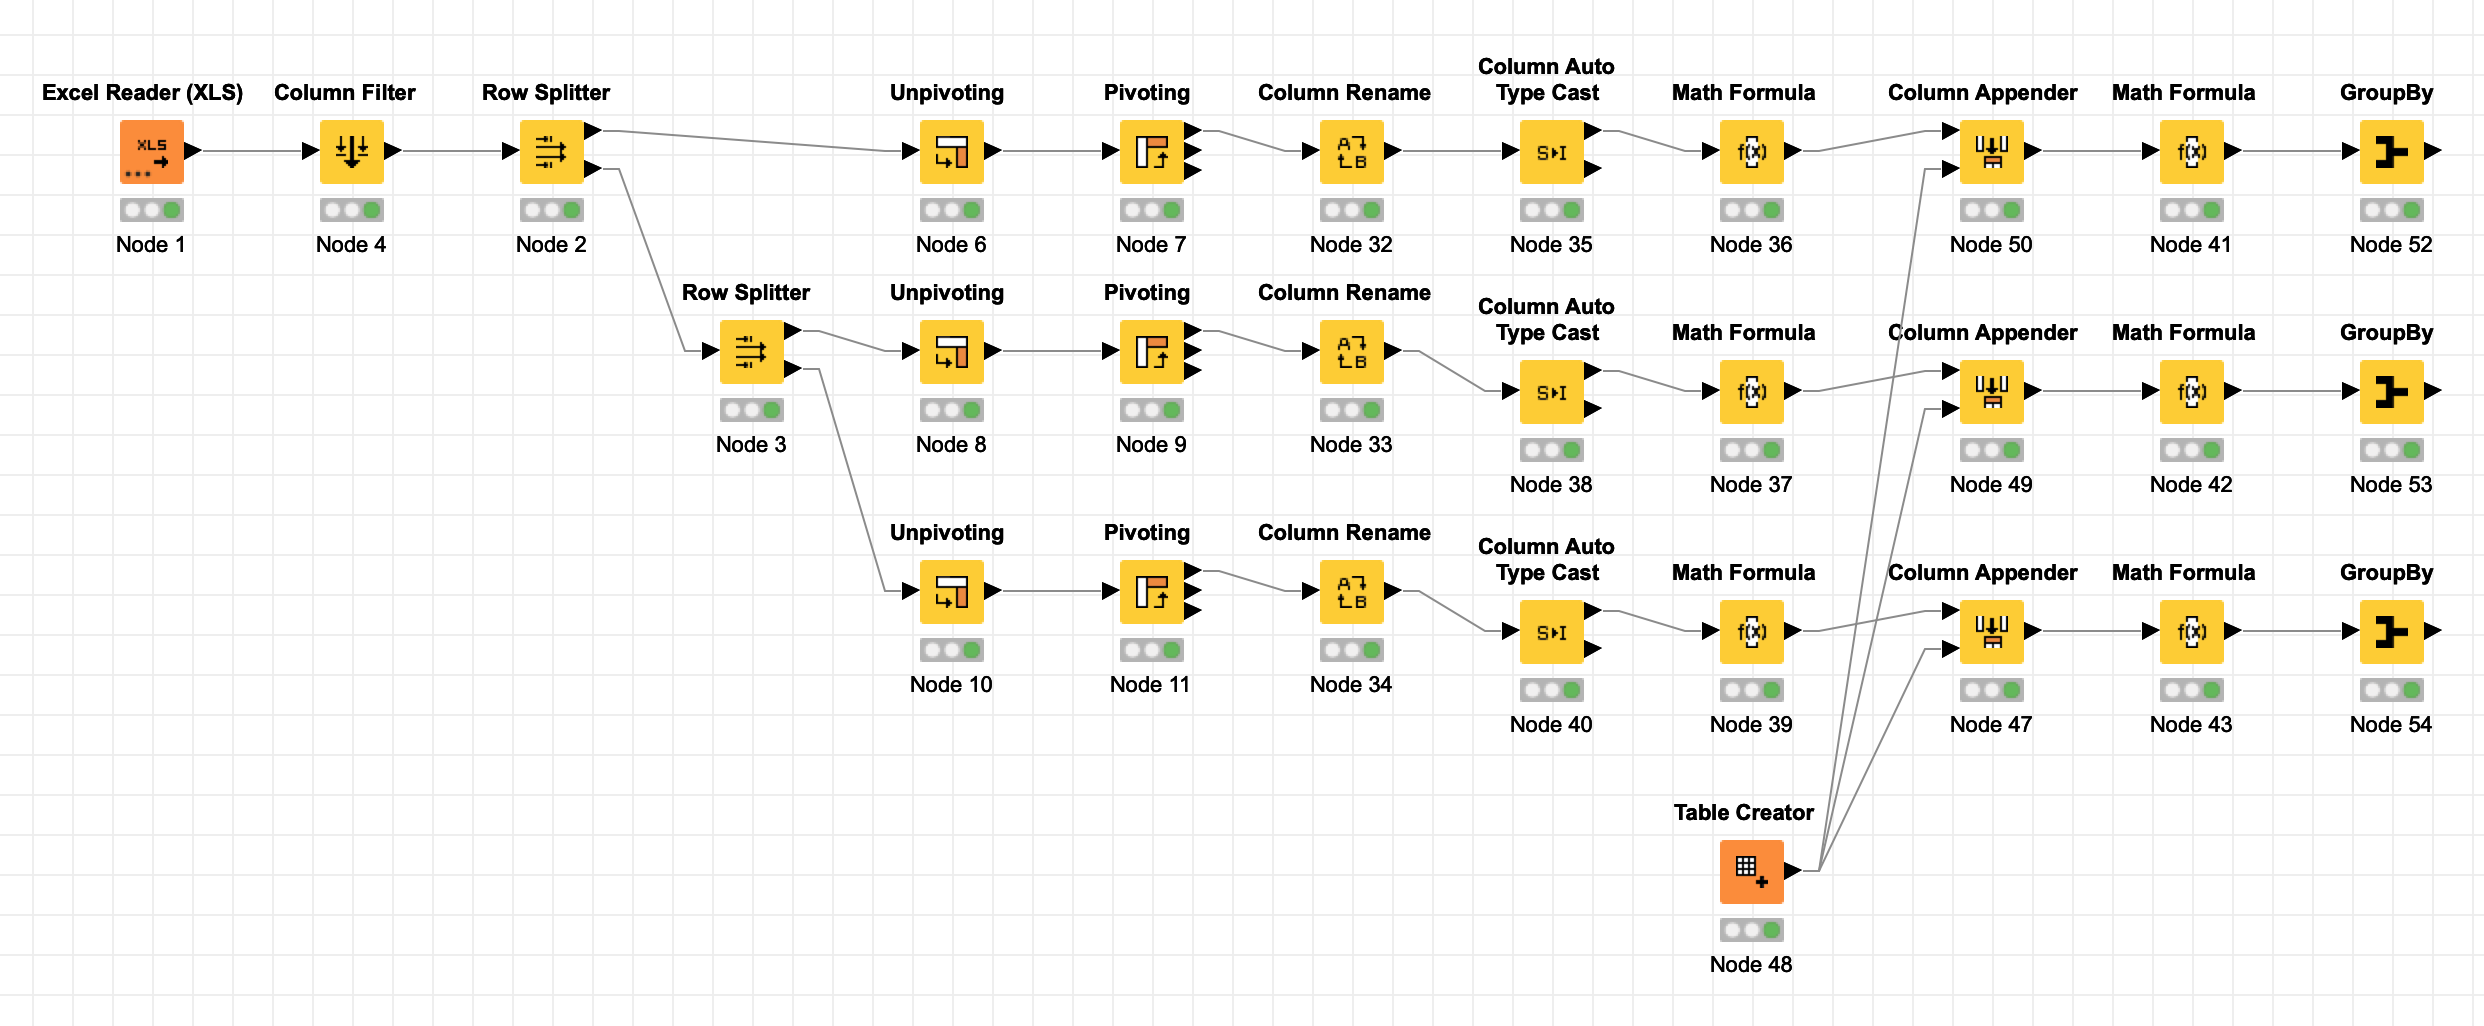 Excel Reader (XLS)
Column Filter
Row Splitter
Unpivoting
Pivoting
Column Rename
Column Auto
Type Cast
Math Formula
Column Appender
Math Formula
GroupBy
XLS
A
B
S▸I
f(x)
f(x)
Node 1
Node 4
Node 2
Node 6
Node 7
Node 32
Node 35
Node 36
Node 50
Node 41
Node 52
Row Splitter
Unpivoting
Pivoting
Column Rename
Column Auto
Type Cast
Math Formula
Column Appender
Math Formula
GroupBy
A
B
S▸I
f(x)
f(x)
Node 3
Node 8
Node 9
Node 33
Node 38
Node 37
Node 49
Node 42
Node 53
Unpivoting
Pivoting
Column Rename
Column Auto
Type Cast
Math Formula
Column Appender
Math Formula
GroupBy
A
B
S▸I
f(x)
f(x)
Node 10
Node 11
Node 34
Node 40
Node 39
Node 47
Node 43
Node 54
Table Creator
Node 48